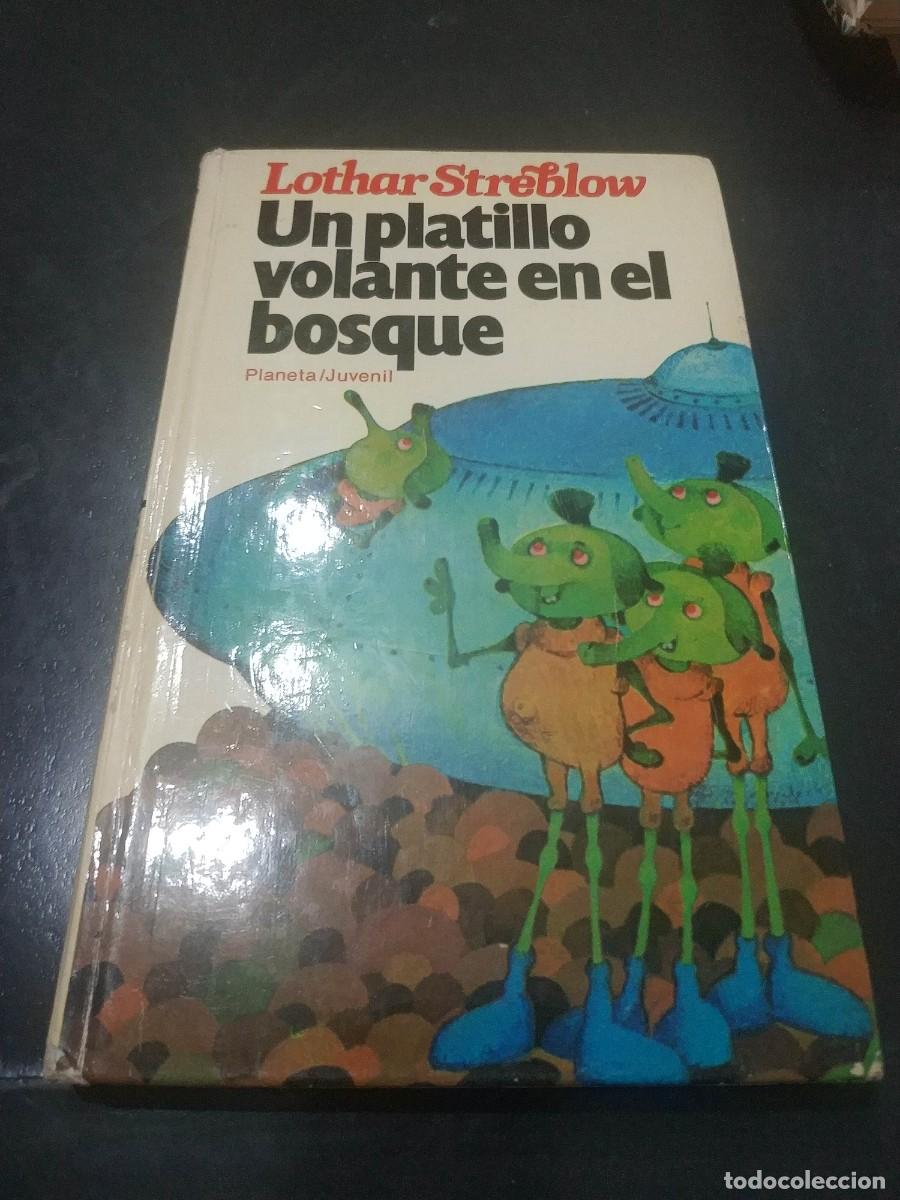 Lothar Streblow
Un platillo
volante en el
bosque
Planeta/Juvenil
todocoleccion